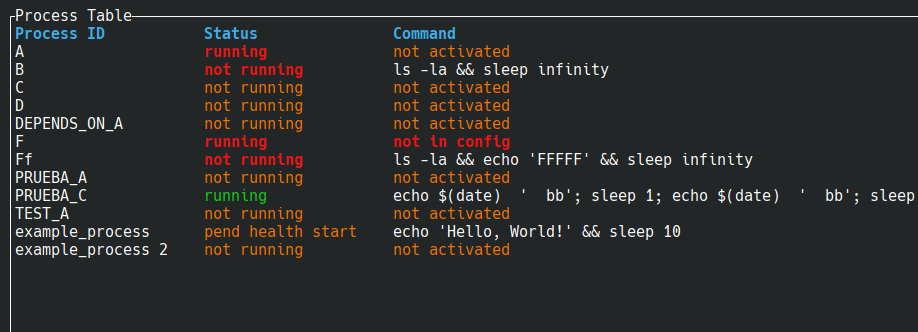 Process Table
Process ID Status Command
A running not activated
B not running ls -la && sleep infinity
C not running not activated
D not running not activated
DEPENDS_ON_A not running not activated
F running not in config
Ff not running ls -la && echo 'FFFFF' && sleep infinity
PRUEBA_A not running not activated
PRUEBA_C running echo $(date)  '  bb'; sleep 1; echo $(date)  '  bb'; sleep
TEST_A not running not activated
example_process pend health start echo 'Hello, World!' && sleep 10
example_process 2 not running not activated